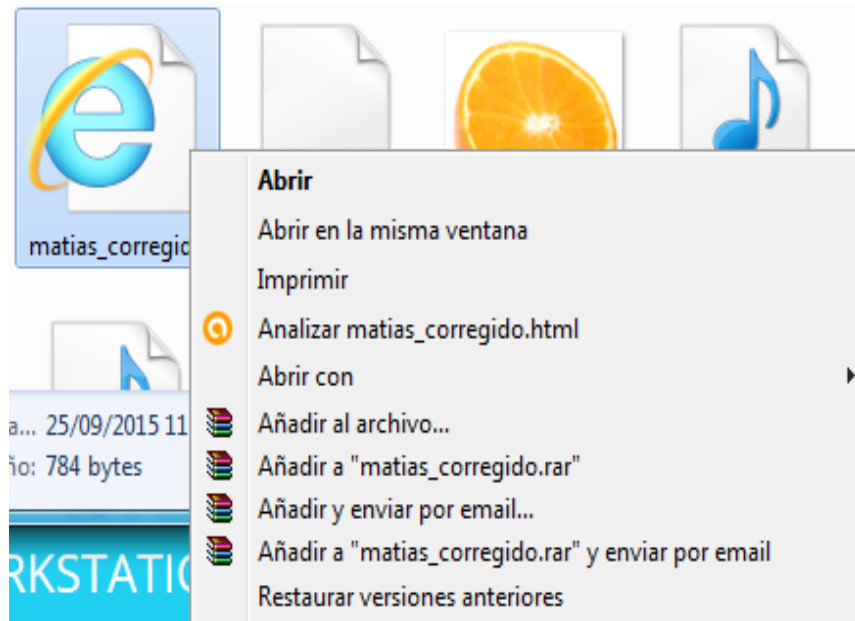 matias_corregid
Abrir
Abrir en la misma ventana
Imprimir
Analizar matias_corregido.html
Abrir con
Añadir al archivo...
Añadir a "matias_corregido.rar"
Añadir y enviar por email...
Añadir a "matias_corregido.rar" y enviar por email
Restaurar versiones anteriores
a... 25/09/2015 11
ño: 784 bytes
RKSTATIO